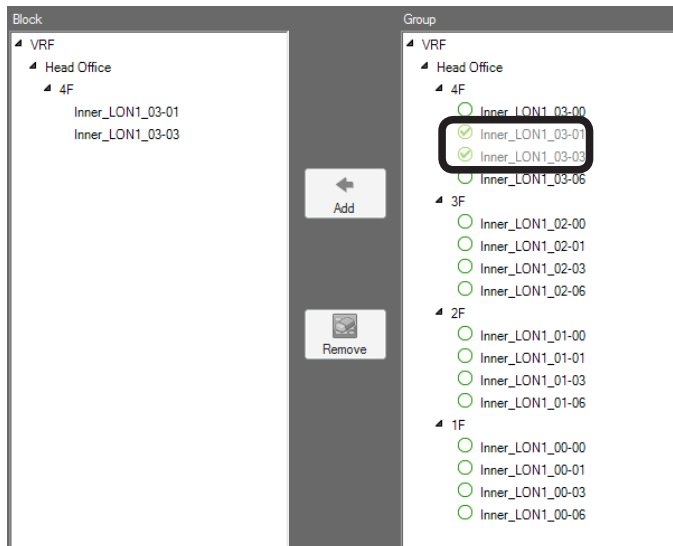 Block
VRF
Head Office
4F
Inner_LON1_03-01
Inner_LON1_03-03
Add
Remove
Group
VRF
Head Office
4F
Inner_LON1_03-00
Inner_LON1_03-01
Inner_LON1_03-03
Inner_LON1_03-06
3F
Inner_LON1_02-00
Inner_LON1_02-01
Inner_LON1_02-03
Inner_LON1_02-06
2F
Inner_LON1_01-00
Inner_LON1_01-01
Inner_LON1_01-03
Inner_LON1_01-06
1F
Inner_LON1_00-00
Inner_LON1_00-01
Inner_LON1_00-03
Inner_LON1_00-06